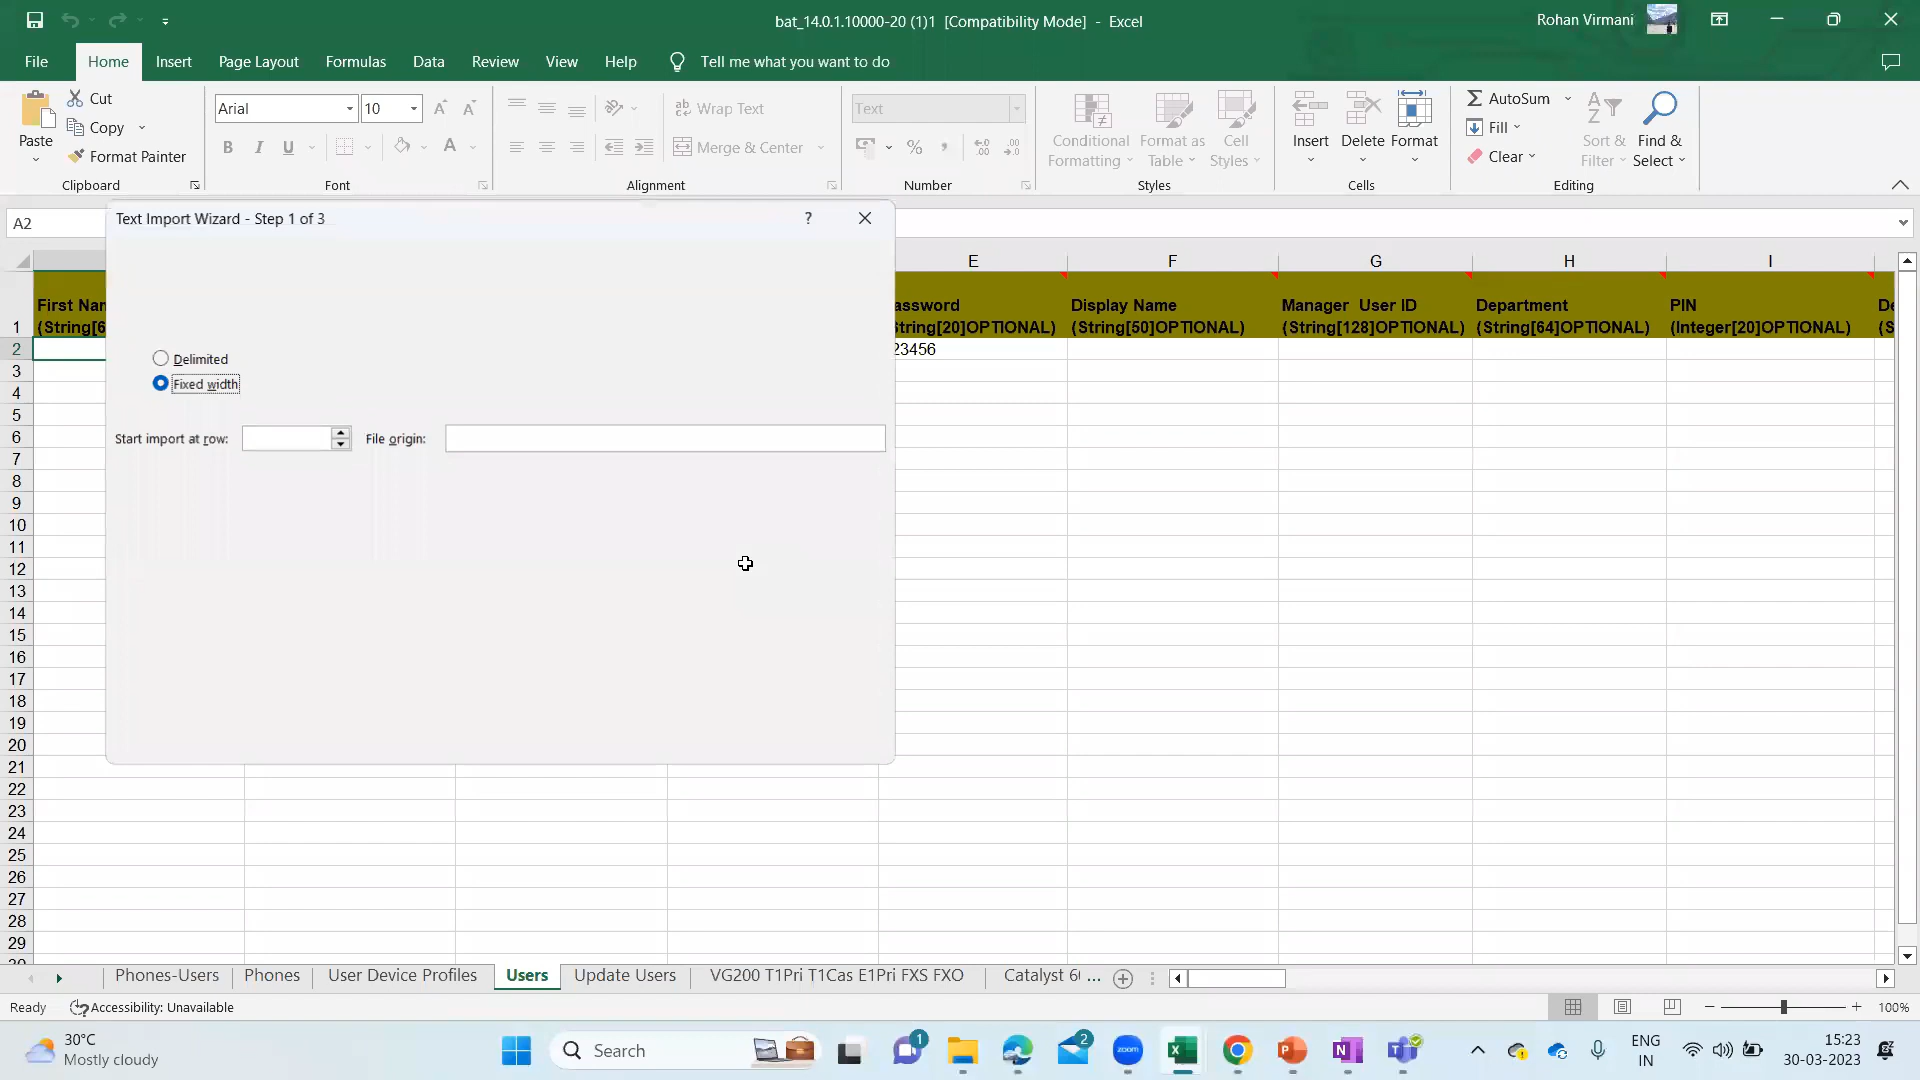 bat_14.0.1.10000-20 (1)1 [Compatibility Mode] - Excel
Rohan Virmani
File
Home
Insert
Page Layout
Formulas
Data
Review
View
Help
Tell me what you want to do
Paste
Cut
Copy
Format Painter
Clipboard
Arial
10
B I U
A
Font
ab Wrap Text
Merge & Center
Alignment
Text
%
Number
Conditional Formatting
Format as Table
Cell Styles
Styles
Insert
Delete
Format
Cells
AutoSum
Fill
Clear
Sort & Filter
Find & Select
Editing
A2
Text Import Wizard - Step 1 of 3
?
Delimited
Fixed width
Start import at row:
File origin:
E
F
G
H
I
1
First Nam
(String[6
assword
String[20]OPTIONAL)
Display Name
(String[50]OPTIONAL)
Manager User ID
(String[128]OPTIONAL)
Department
(String[64]OPTIONAL)
PIN
(Integer[20]OPTIONAL)
De
(S
2
23456
3
4
5
6
7
8
9
10
11
12
13
14
15
16
17
18
19
20
21
22
23
24
25
26
27
28
29
30
Phones-Users
Phones
User Device Profiles
Users
Update Users
VG200 T1Pri T1Cas E1Pri FXS FXO
Catalyst 6( ...
Ready
Accessibility: Unavailable
100%
30°C
Mostly cloudy
Search
1
2
zoom
ENG
IN
15:23
30-03-2023